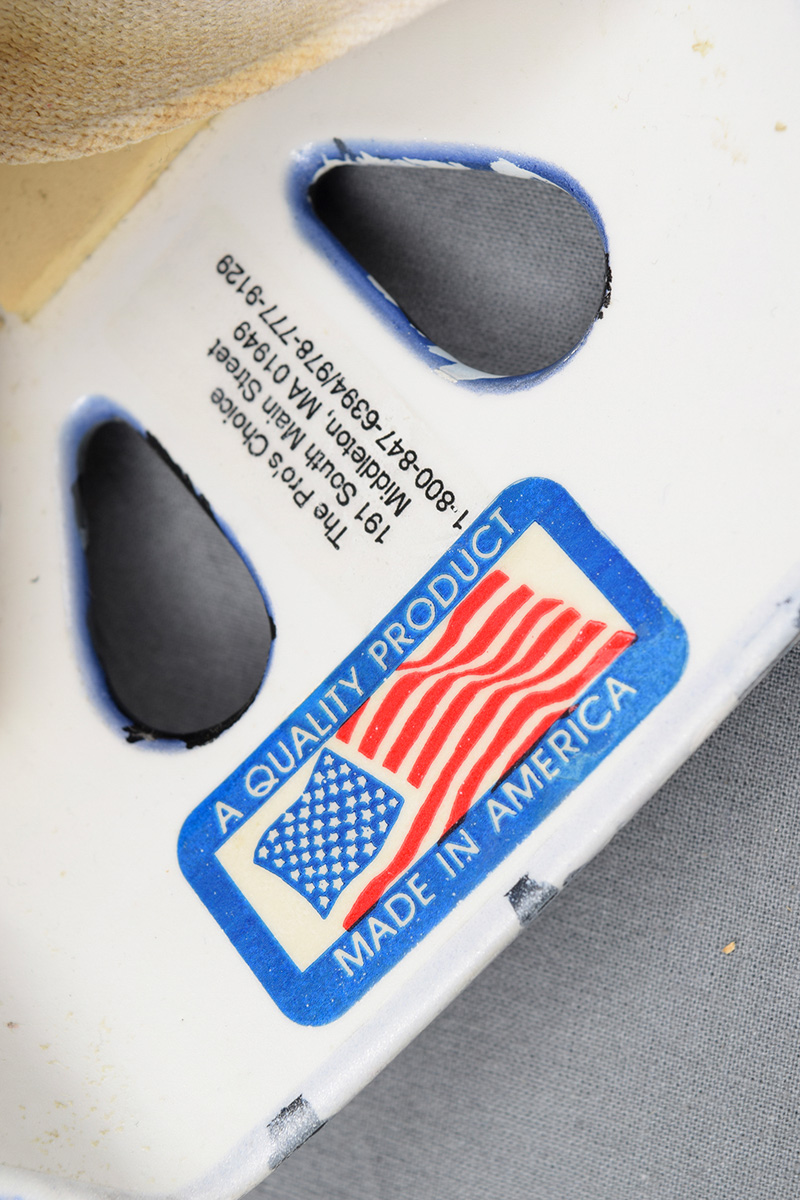 The Pro's Choice
191 South Main Street
Middleton, MA 01949
1-800-847-6394/978-777-9129
A QUALITY PRODUCT
MADE IN AMERICA